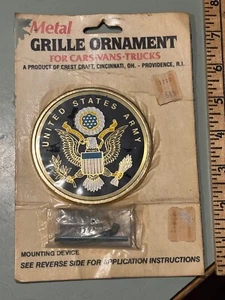 Metal
GRILLE ORNAMENT
FOR CARS•VANS•TRUCKS
A PRODUCT OF CREST CRAFT, CINCINNATI, OH. - PROVIDENCE, R.I.
UNITED STATES ARMY
MOUNTING DEVICE
SEE REVERSE SIDE FOR APPLICATION INSTRUCTIONS